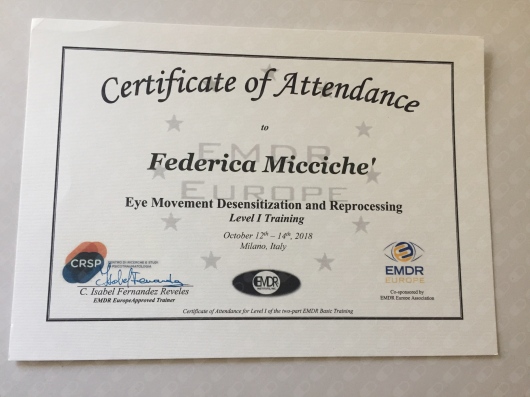 Certificate of Attendance
to
EMDR
EUROPE
Federica Micciche'
Eye Movement Desensitization and Reprocessing
Level I Training
October 12th – 14th, 2018
Milano, Italy
CRSP
C. Isabel Fernandez Reveles
EMDR EuropeApproved Trainer
EMDR
EMDR
EUROPE
Co-sponsored by
EMDR Europe Association
Certificate of Attendance for Level I of the two-part EMDR Basic Training